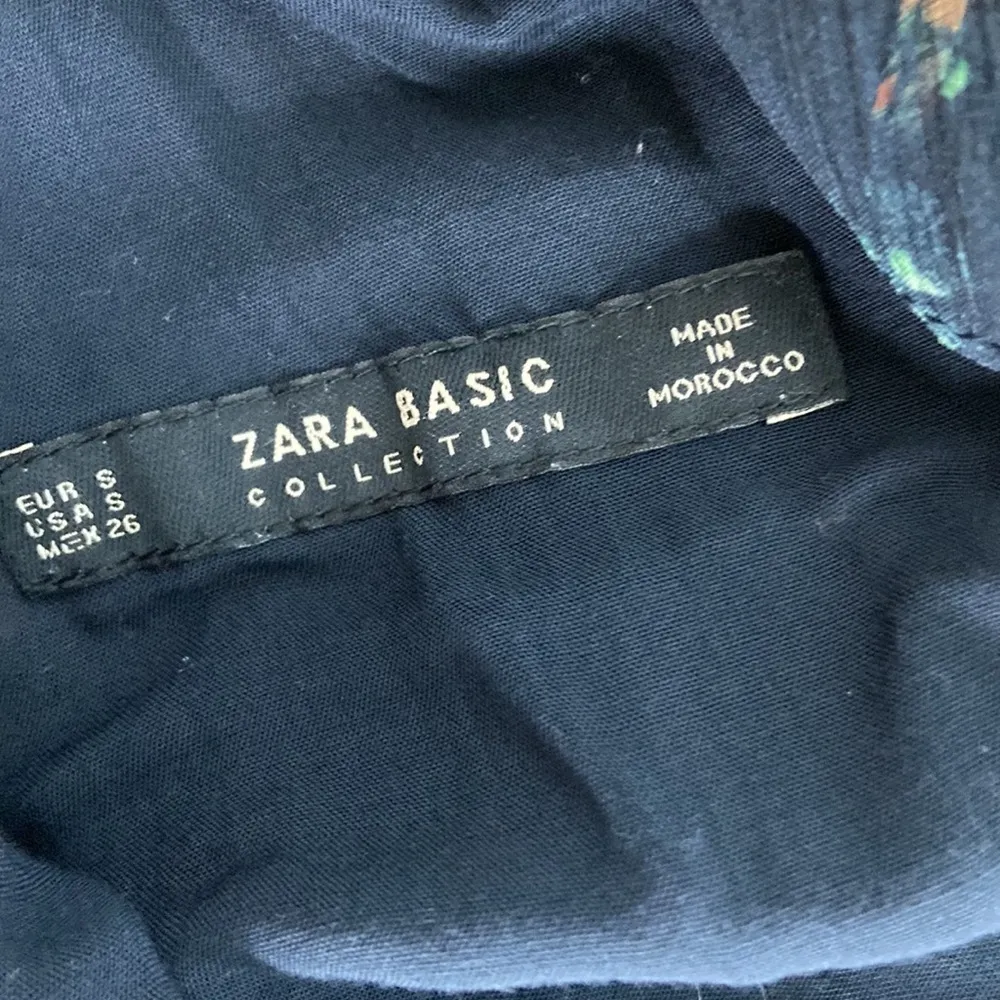 EUR S
USA S
MEX 26
ZARA BASIC
COLLECTION
MADE
IN
MOROCCO